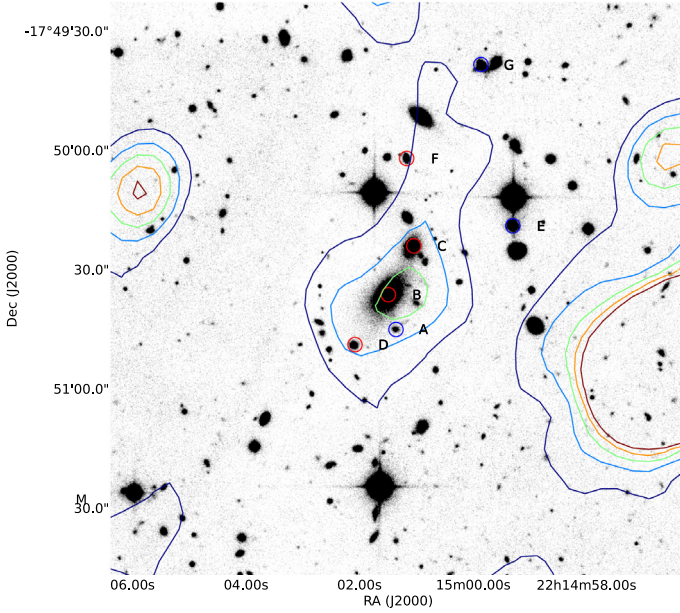 -17°49'30.0"
G
50'00.0"
F
E
C
30.0"
B
A
D
51'00.0"
M
30.0"
06.00s
04.00s
02.00s
15m00.00s
22h14m58.00s
RA (J2000)
Dec (J2000)